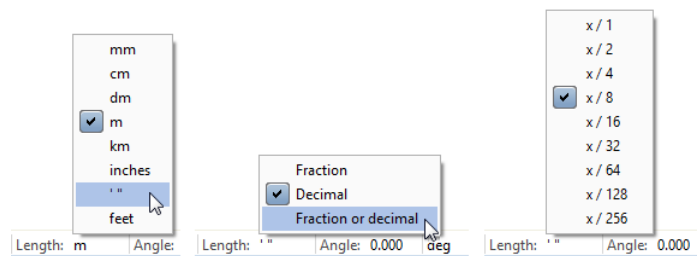 mm
cm
dm
m
km
inches
' "
feet
Length: m Angle:
Fraction
Decimal
Fraction or decimal
Length: ' " Angle: 0.000 deg
x / 1
x / 2
x / 4
x / 8
x / 16
x / 32
x / 64
x / 128
x / 256
Length: ' " Angle: 0.000